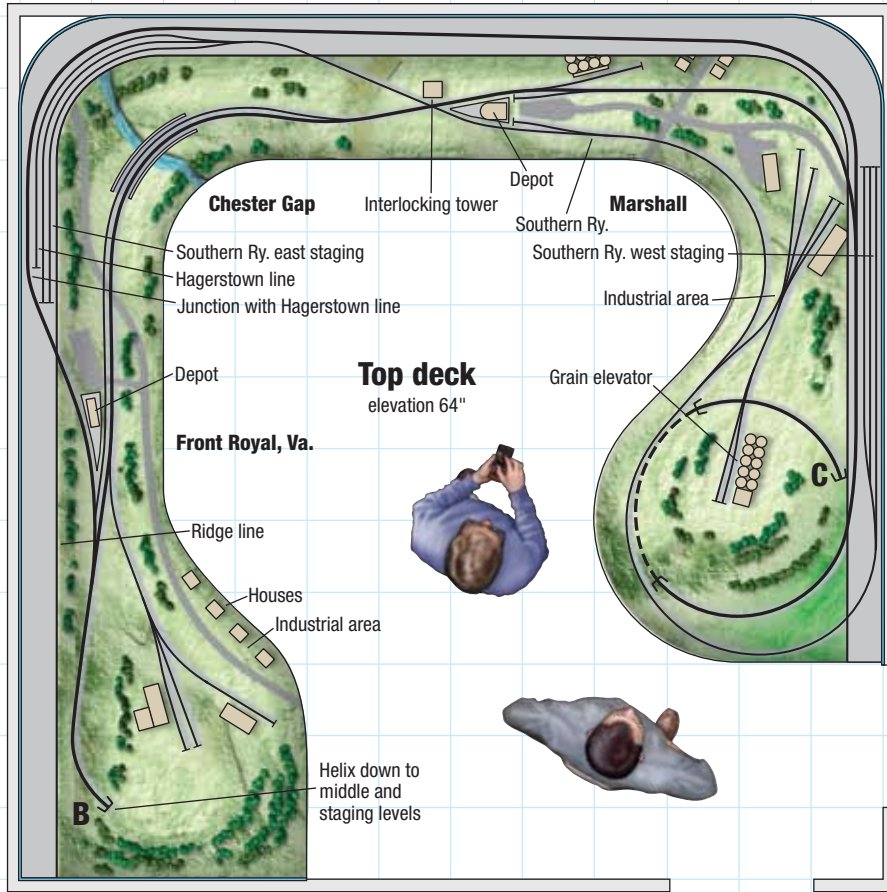 Chester Gap
Interlocking tower
Depot
Southern Ry.
Marshall
Southern Ry. east staging
Hagerstown line
Junction with Hagerstown line
Southern Ry. west staging
Industrial area
Depot
Top deck
elevation 64"
Grain elevator
Front Royal, Va.
C
Ridge line
Houses
Industrial area
Helix down to
middle and
staging levels
B